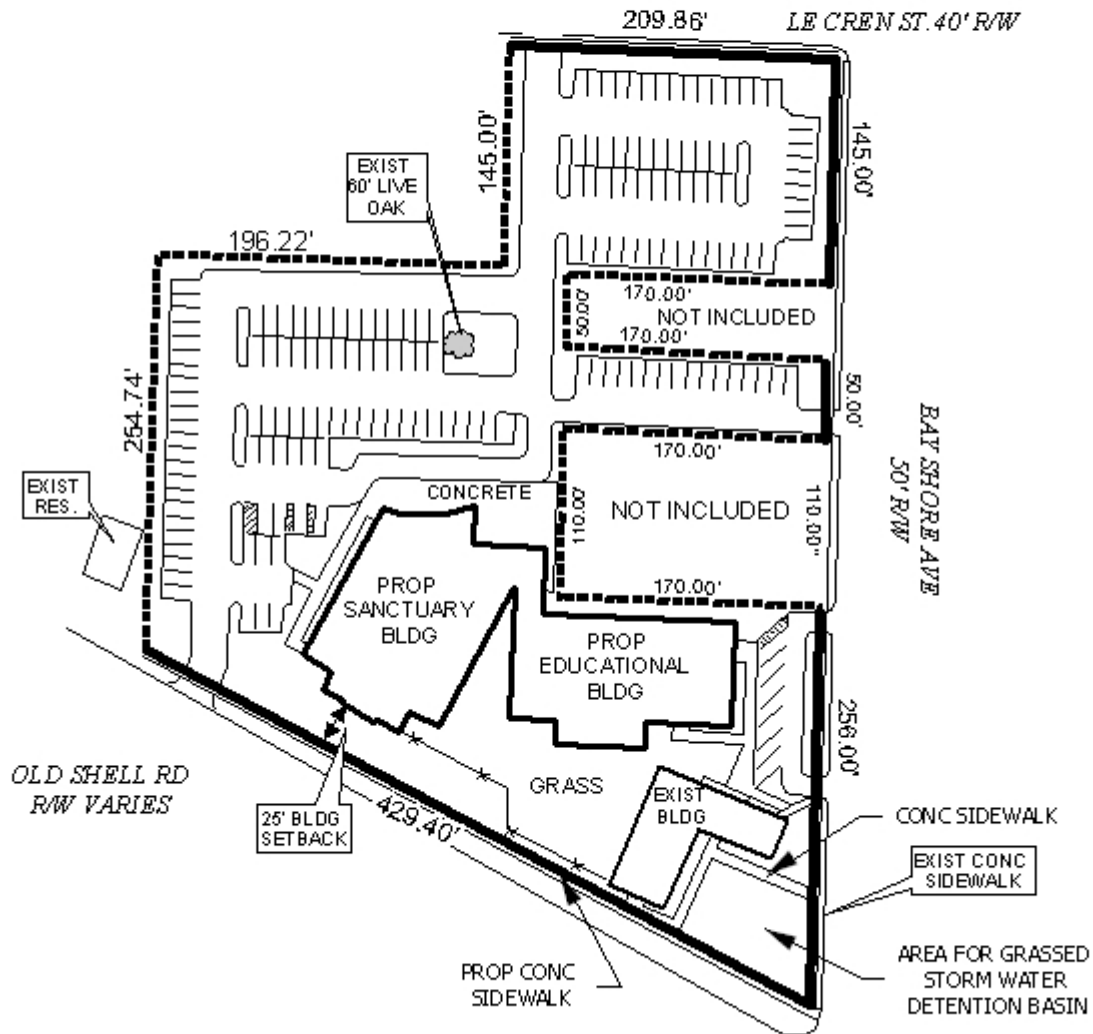 209.86'
LE CREN ST. 40' R/W
145.00'
145.00'
EXIST
60' LIVE
OAK
196.22'
170.00'
50.00'
NOT INCLUDED
170.00'
254.74'
50.00'
BAY SHORE AVE
50' R/W
170.00'
EXIST
RES.
CONCRETE
110.00'
NOT INCLUDED
110.00"
170.00'
PROP
SANCTUARY
BLDG
PROP
EDUCATIONAL
BLDG
256.00'
OLD SHELL RD
R/W VARIES
GRASS
25' BLDG
SETBACK
429.40'
EXIST
BLDG
CONC SIDEWALK
EXIST CONC
SIDEWALK
PROP CONC
SIDEWALK
AREA FOR GRASSED
STORM WATER
DETENTION BASIN